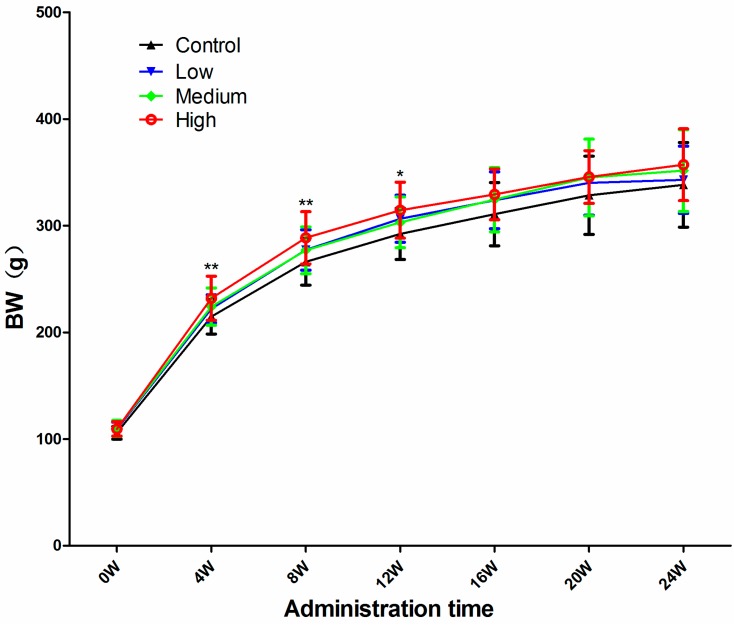 500
400
300
200
100
0
BW (g)
Control
Low
Medium
High
**
**
*
0W
4W
8W
12W
16W
20W
24W
Administration time